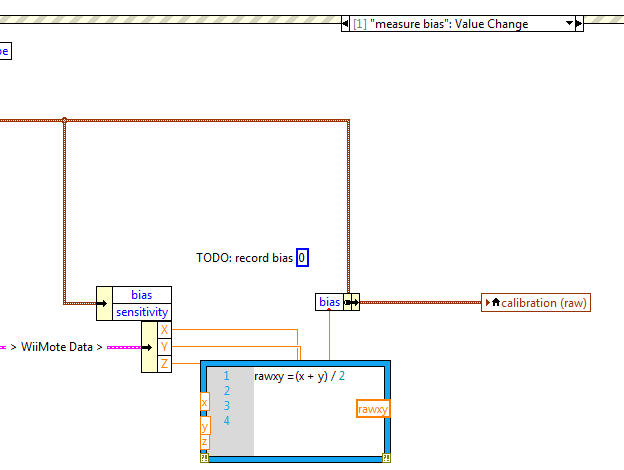 [1] "measure bias": Value Change
pe
TODO: record bias 0
bias
sensitivity
bias
calibration (raw)
X
Y
Z
> WiiMote Data >
1 rawxy =(x + y) / 2
2
3
4
x
y
z
rawxy